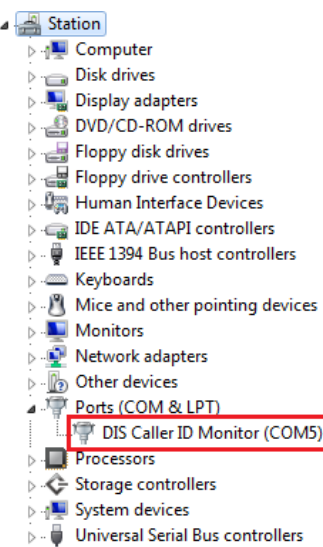 Station
Computer
Disk drives
Display adapters
DVD/CD-ROM drives
Floppy disk drives
Floppy drive controllers
Human Interface Devices
IDE ATA/ATAPI controllers
IEEE 1394 Bus host controllers
Keyboards
Mice and other pointing devices
Monitors
Network adapters
Other devices
Ports (COM & LPT)
DIS Caller ID Monitor (COM5)
Processors
Storage controllers
System devices
Universal Serial Bus controllers